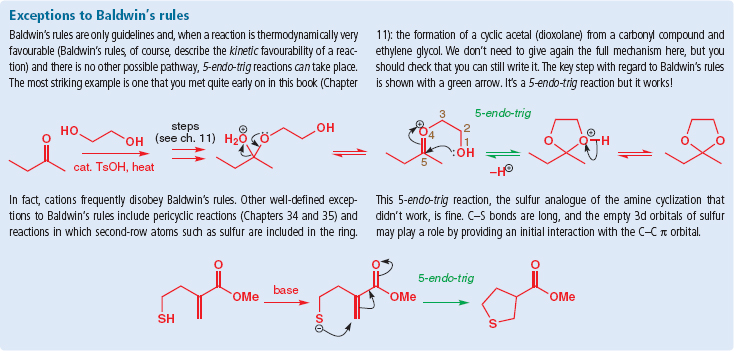 Exceptions to Baldwin's rules
Baldwin's rules are only guidelines and, when a reaction is thermodynamically very
favourable (Baldwin's rules, of course, describe the kinetic favourability of a reac-
tion) and there is no other possible pathway, 5-endo-trig reactions can take place.
The most striking example is one that you met quite early on in this book (Chapter
11): the formation of a cyclic acetal (dioxolane) from a carbonyl compound and
ethylene glycol. We don't need to give again the full mechanism here, but you
should check that you can still write it. The key step with regard to Baldwin's rules
is shown with a green arrow. It's a 5-endo-trig reaction but it works!
O
HO
OH
cat. TsOH, heat
steps
(see ch. 11)
H2O
⊕
O
OH
⊕
O
4
3
2
1
:OH
5
5-endo-trig
–H⊕
O
O
⊕
H
O
O
In fact, cations frequently disobey Baldwin's rules. Other well-defined excep-
tions to Baldwin's rules include pericyclic reactions (Chapters 34 and 35) and
reactions in which second-row atoms such as sulfur are included in the ring.
This 5-endo-trig reaction, the sulfur analogue of the amine cyclization that
didn't work, is fine. C–S bonds are long, and the empty 3d orbitals of sulfur
may play a role by providing an initial interaction with the C–C π orbital.
O
OMe
SH
base
O
OMe
S
⊖
5-endo-trig
O
OMe
S